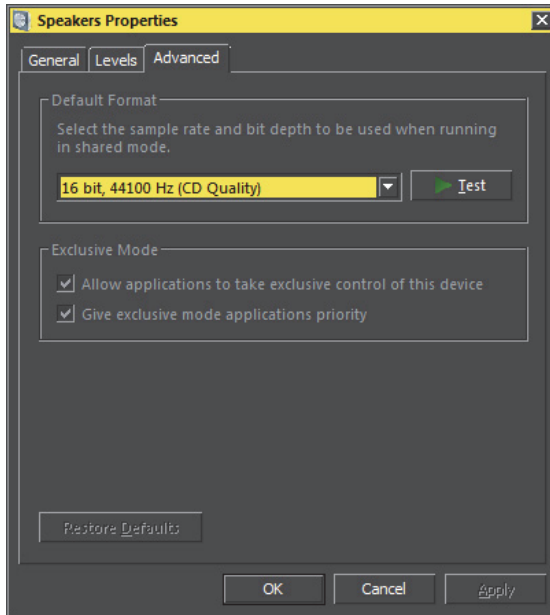 Speakers Properties
General Levels Advanced
Default Format
Select the sample rate and bit depth to be used when running
in shared mode.
16 bit, 44100 Hz (CD Quality)
Test
Exclusive Mode
Allow applications to take exclusive control of this device
Give exclusive mode applications priority
Restore Defaults
OK Cancel Apply